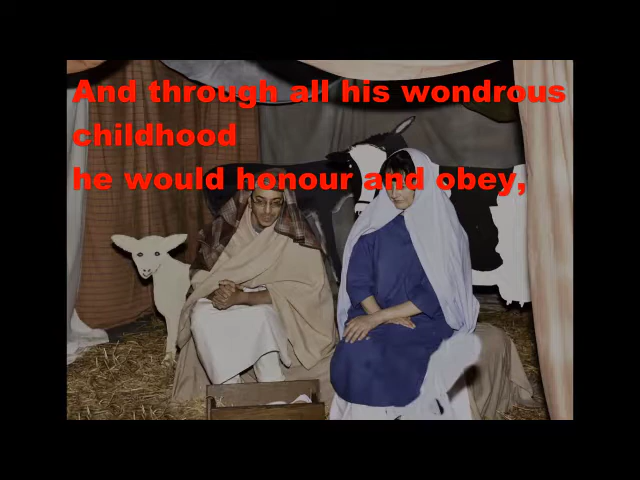 And through all his wondrous
childhood
he would honour and obey,